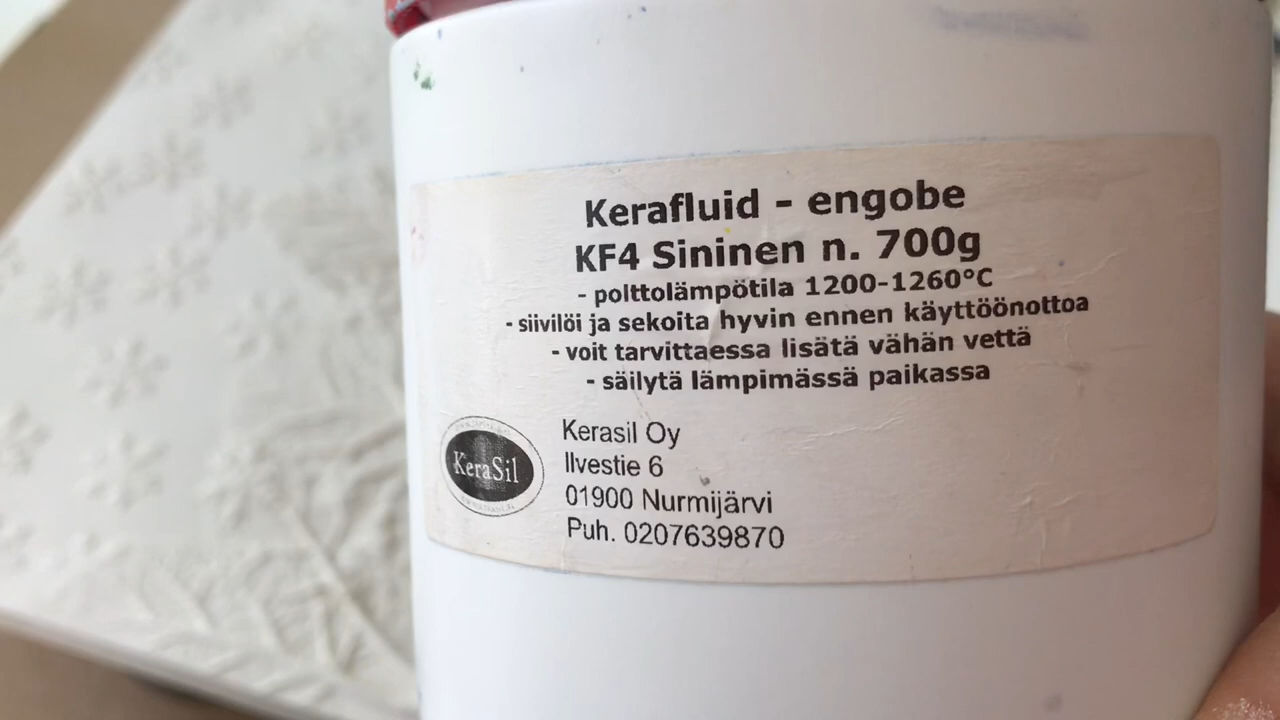 Kerafluid - engobe
KF4 Sininen n. 700g
- polttolämpötila 1200-1260°C
- siivilöi ja sekoita hyvin ennen käyttöönottoa
- voit tarvittaessa lisätä vähän vettä
- säilytä lämpimässä paikassa
KeraSil
Kerasil Oy
Ilvestie 6
01900 Nurmijärvi
Puh. 0207639870